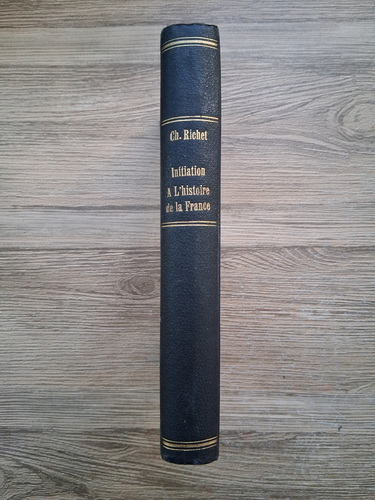 Ch. Richet
Initiation
A L'histoire
de la France